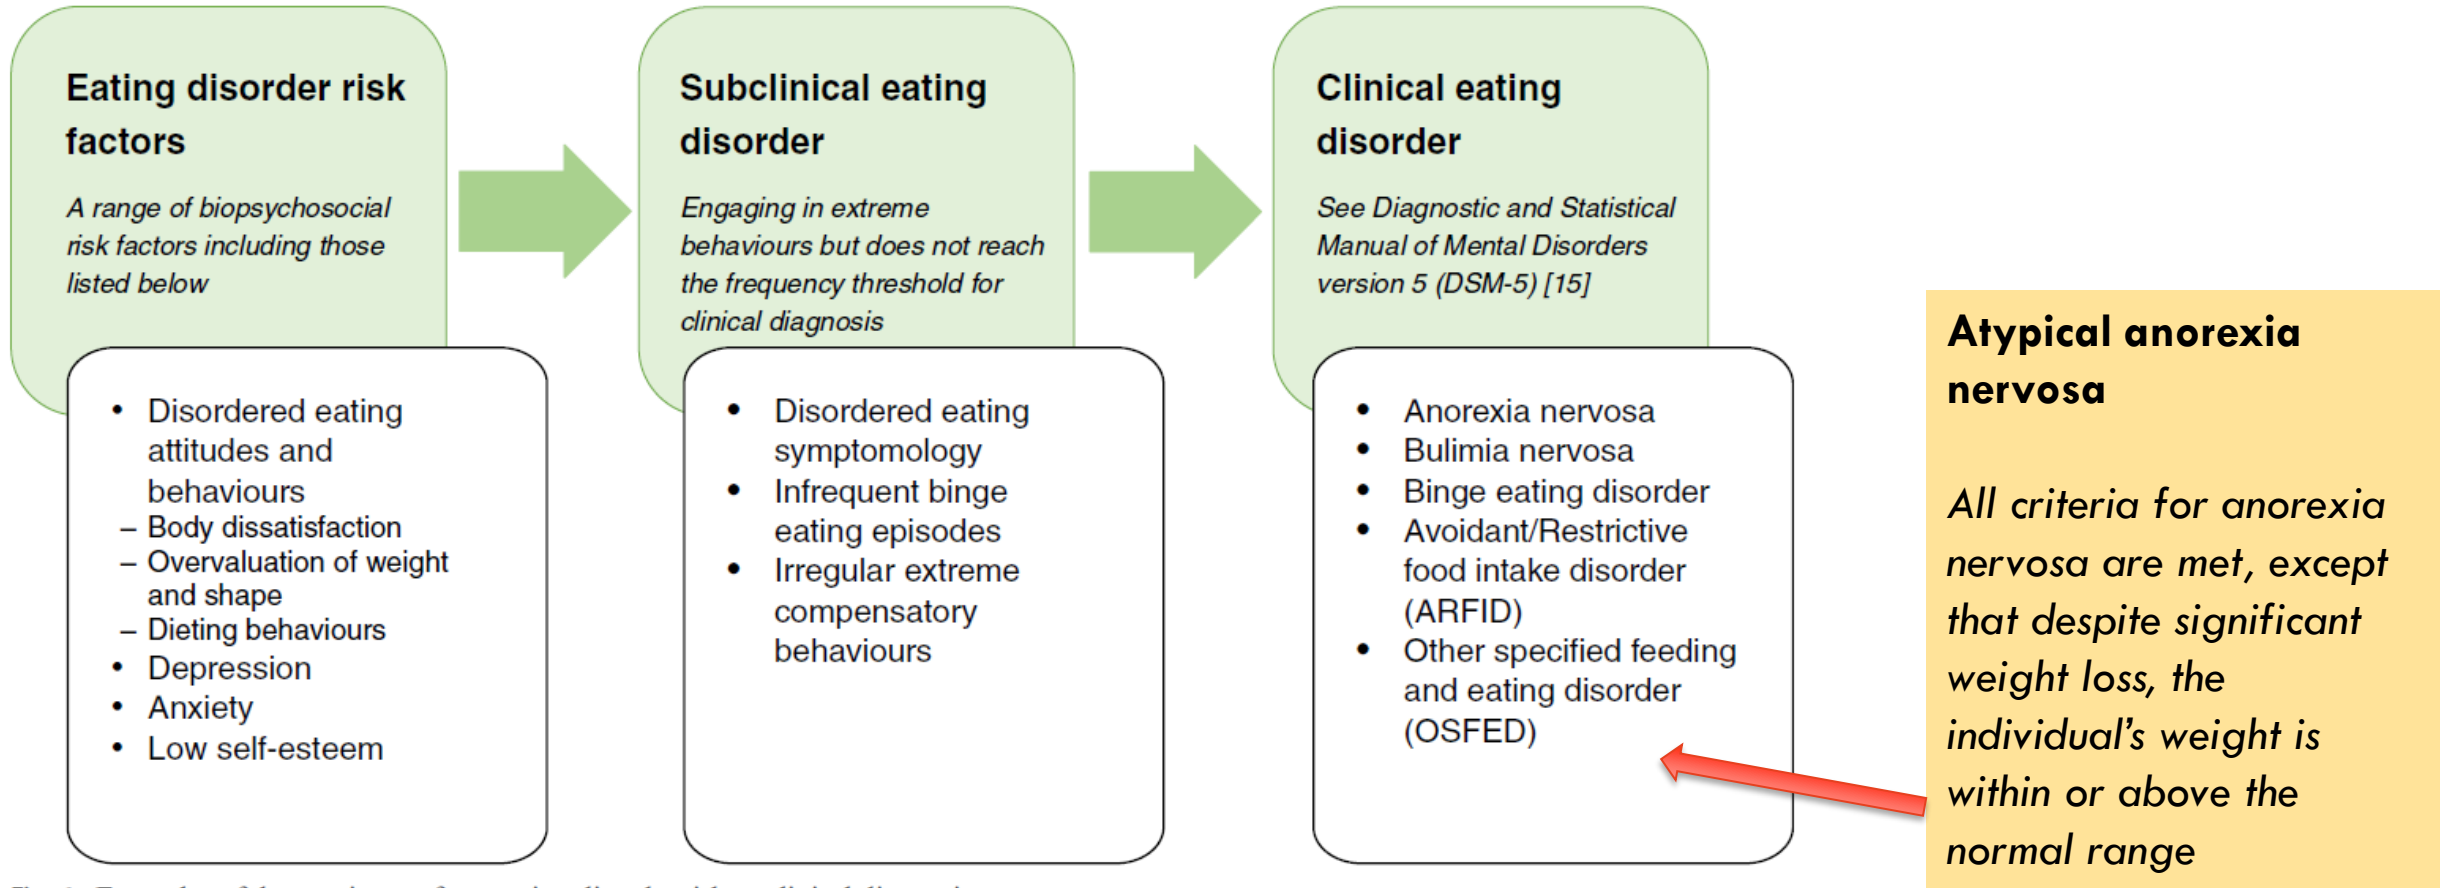 Eating disorder risk
factors
A range of biopsychosocial
risk factors including those
listed below
• Disordered eating
attitudes and
behaviours
– Body dissatisfaction
– Overvaluation of weight
and shape
– Dieting behaviours
• Depression
• Anxiety
• Low self-esteem
Subclinical eating
disorder
Engaging in extreme
behaviours but does not reach
the frequency threshold for
clinical diagnosis
• Disordered eating
symptomology
• Infrequent binge
eating episodes
• Irregular extreme
compensatory
behaviours
Clinical eating
disorder
See Diagnostic and Statistical
Manual of Mental Disorders
version 5 (DSM-5) [15]
• Anorexia nervosa
• Bulimia nervosa
• Binge eating disorder
• Avoidant/Restrictive
food intake disorder
(ARFID)
• Other specified feeding
and eating disorder
(OSFED)
Atypical anorexia
nervosa
All criteria for anorexia
nervosa are met, except
that despite significant
weight loss, the
individual’s weight is
within or above the
normal range